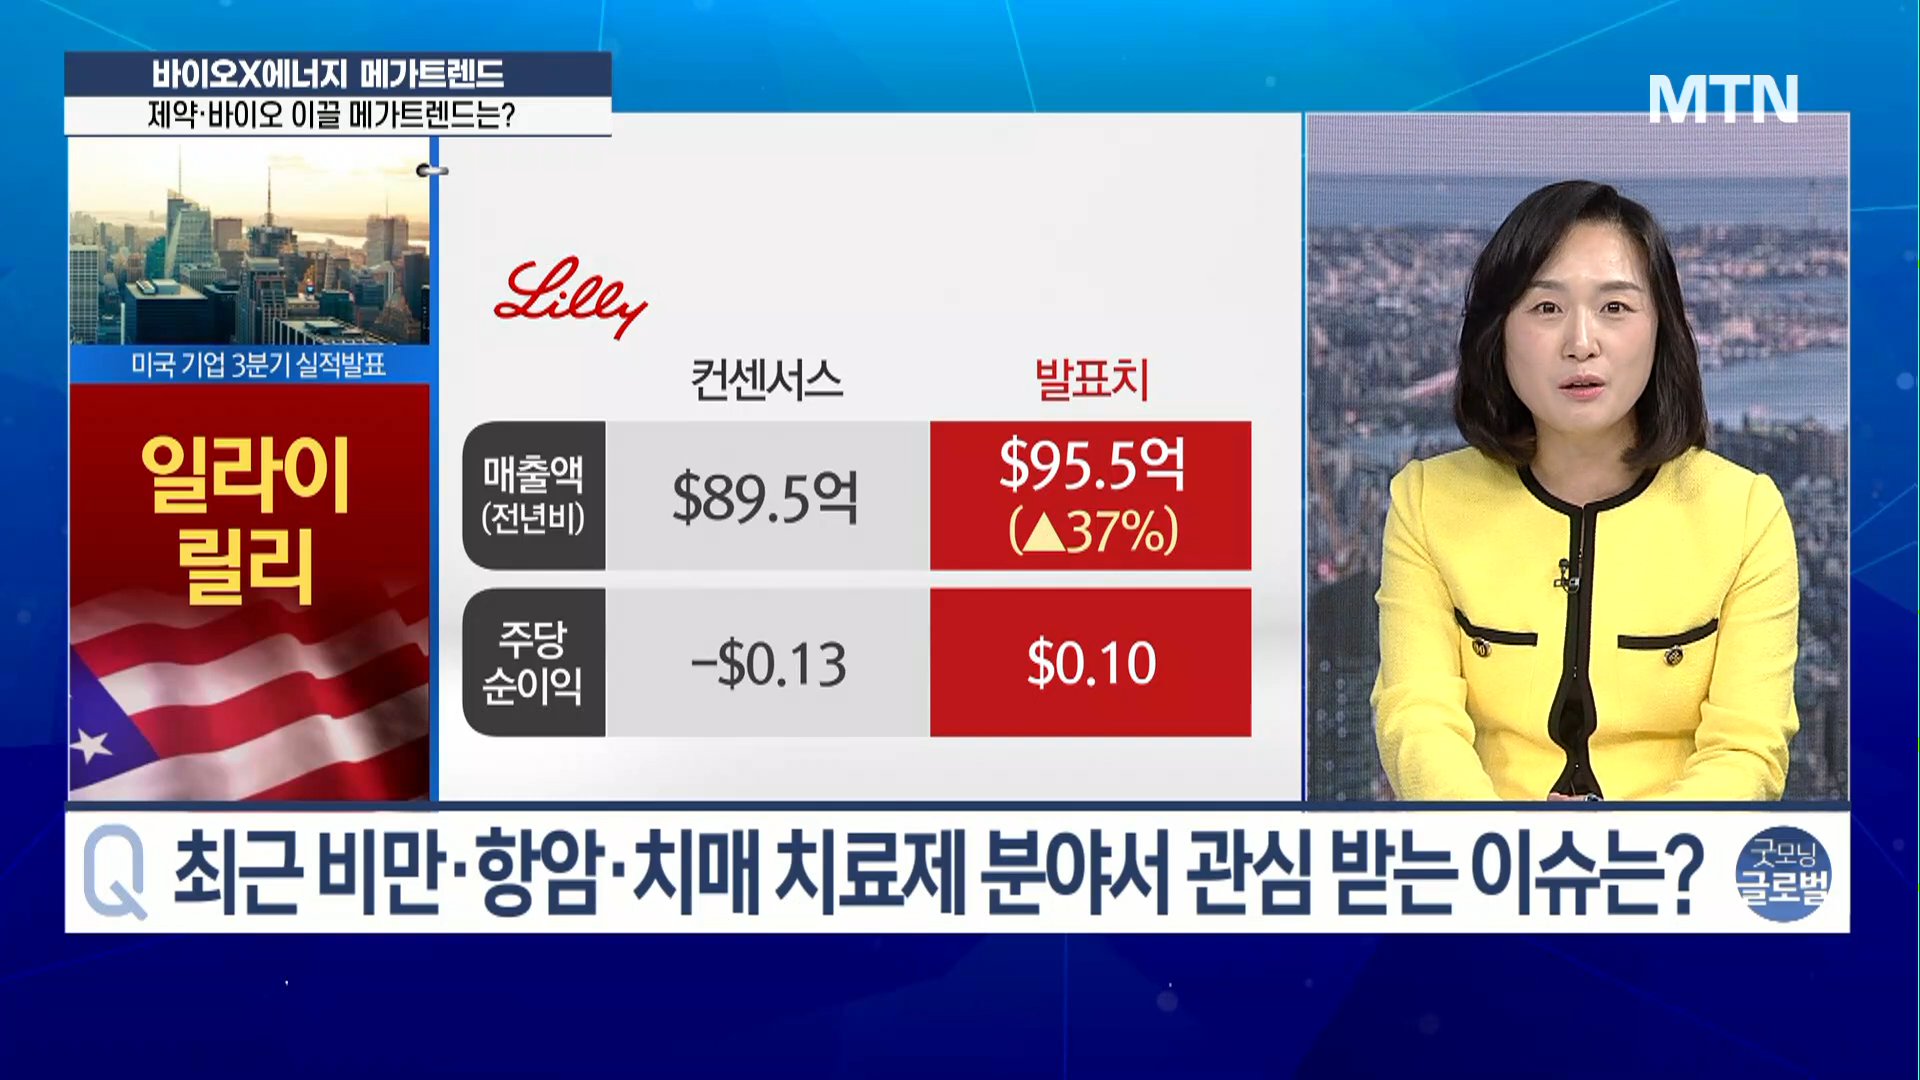 바이오X에너지 메가트렌드
제약·바이오 이끌 메가트렌드는?
MTN
미국 기업 3분기 실적발표
일라이
릴리
Lilly
컨센서스
발표치
매출액
(전년비)
$89.5억
$95.5억
(▲37%)
주당
순이익
-$0.13
$0.10
Q 최근 비만·항암·치매 치료제 분야서 관심 받는 이슈는?
굿모닝
글로벌